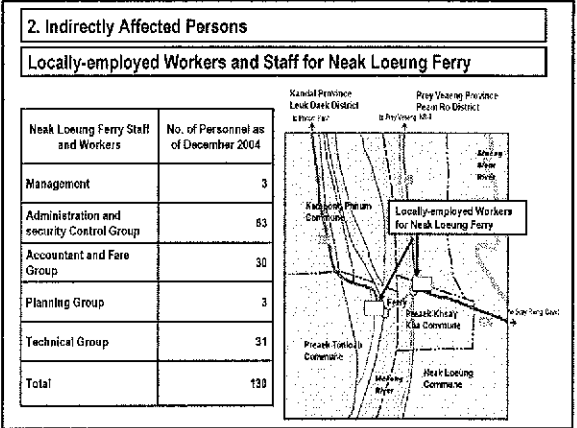 2. Indirectly Affected Persons
Locally-employed Workers and Staff for Neak Loeung Ferry
Neak Loeung Ferry Staff
and Workers
No. of Personnel as
of December 2004
Management
3
Administration and
security Control Group
63
Accountant and Fare
Group
30
Planning Group
3
Technical Group
31
Total
130
Kandal Province
Leuk Daek District
Prey Veaeng Province
Peam Ro District
River
Kampong Phnum
Commune
Locally-employed Workers
for Neak Loeung Ferry
Ferry
Preaek Khsay
Kha Commune
Preaek Tonloab
Commune
Neak Loeung
Commune
Mekong
River